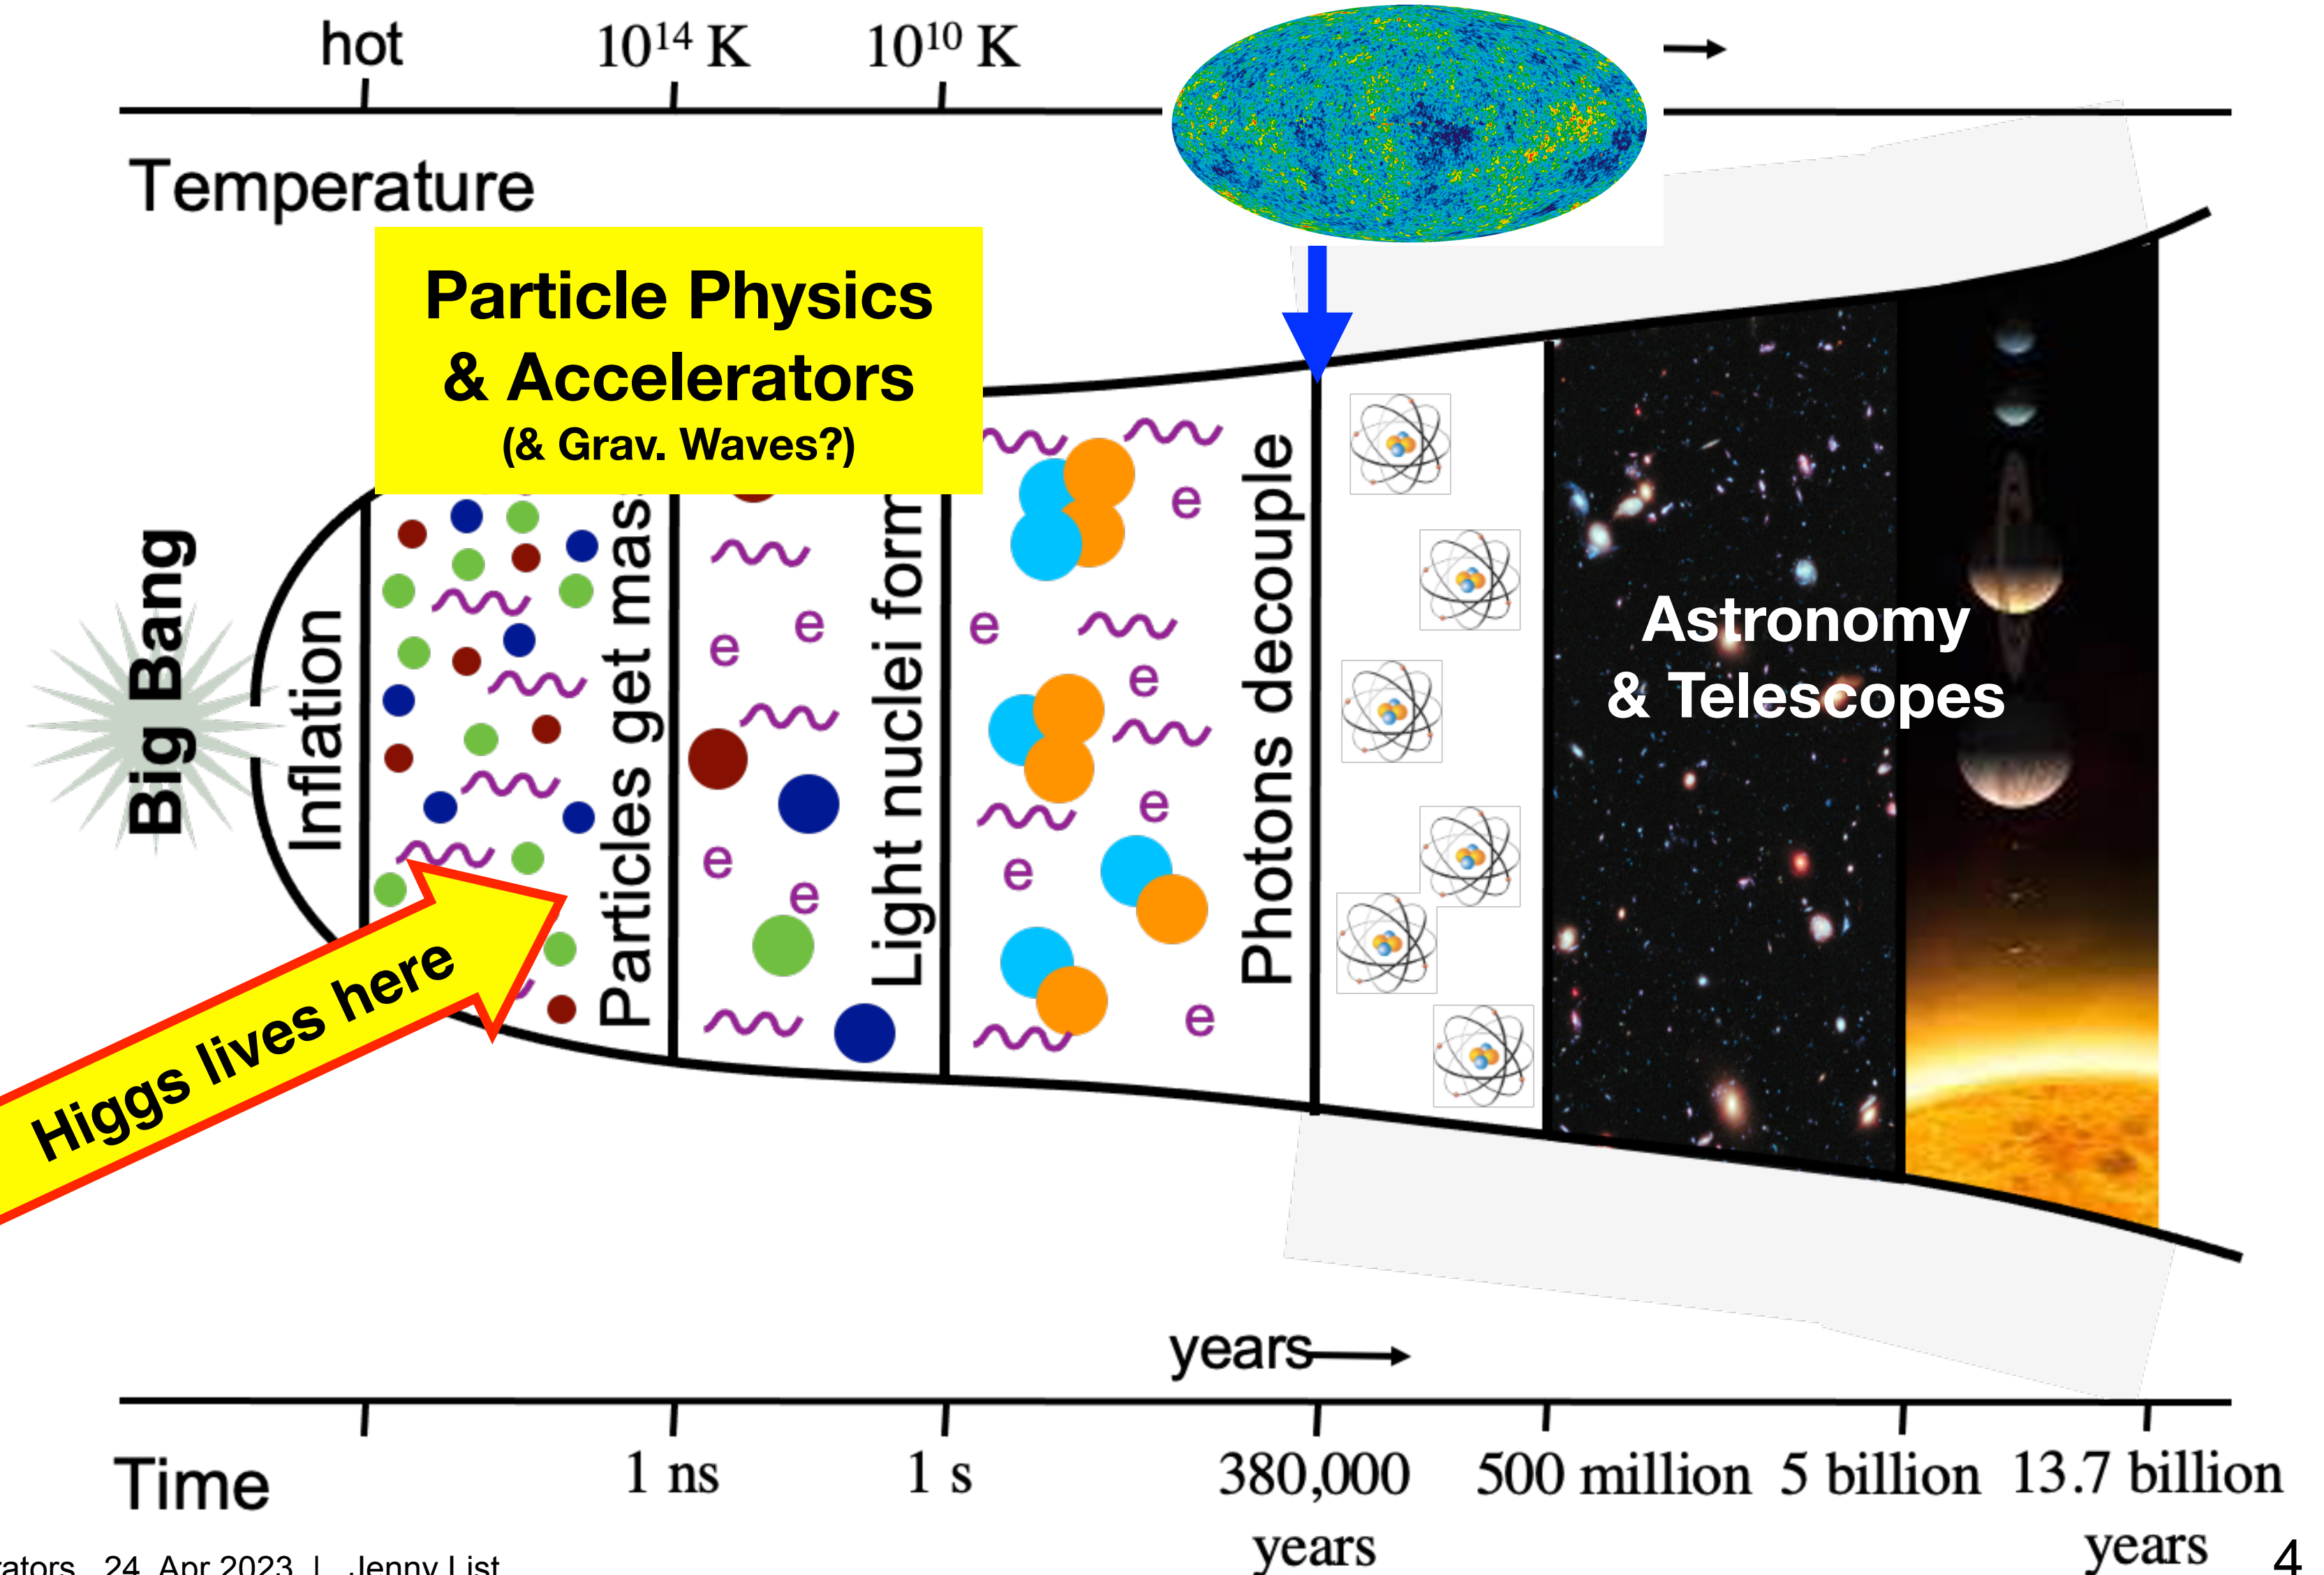 hot
10¹⁴ K
10¹⁰ K
Temperature
Particle Physics
& Accelerators
(& Grav. Waves?)
Big Bang
Inflation
Particles get mas
Light nuclei form
Photons decouple
e
e
e
e
e
e
e
e
e
e
e
Astronomy
& Telescopes
Higgs lives here
years
Time
1 ns
1 s
380,000
years
500 million
5 billion
13.7 billion
years
24. Apr 2023 | Jenny List
4